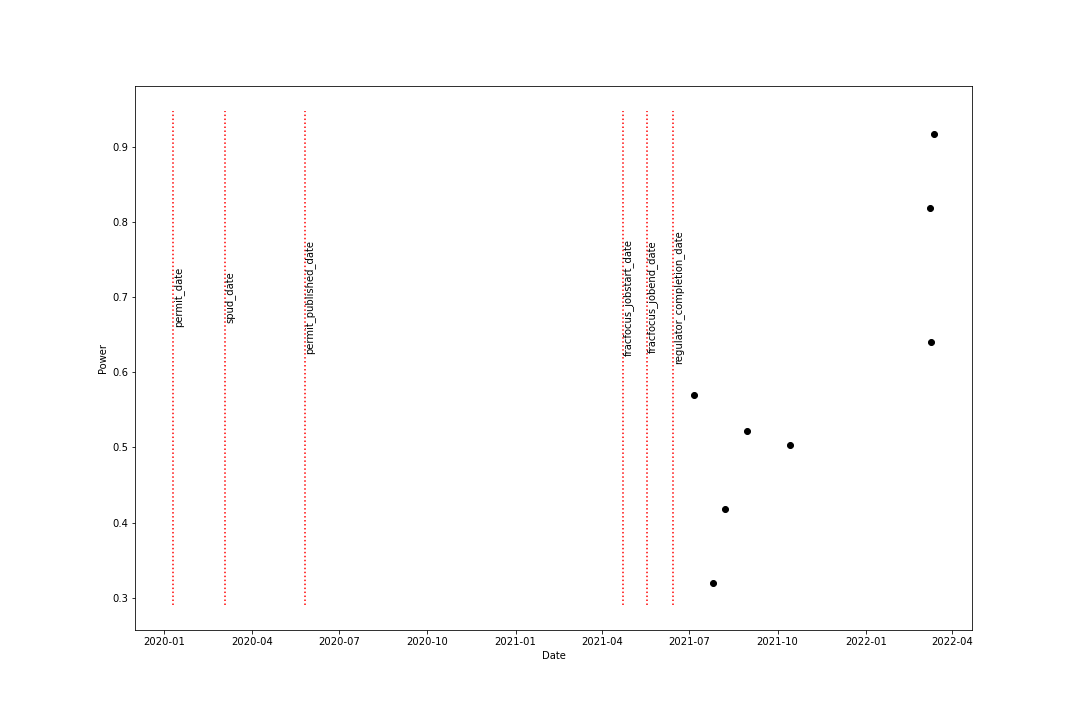 0.9
0.8
0.7
0.6
0.5
0.4
0.3
Power
permit_date
spud_date
permit_published_date
fracfocus_jobstart_date
fracfocus_jobend_date
regulator_completion_date
2020-01
2020-04
2020-07
2020-10
2021-01
2021-04
2021-07
2021-10
2022-01
2022-04
Date